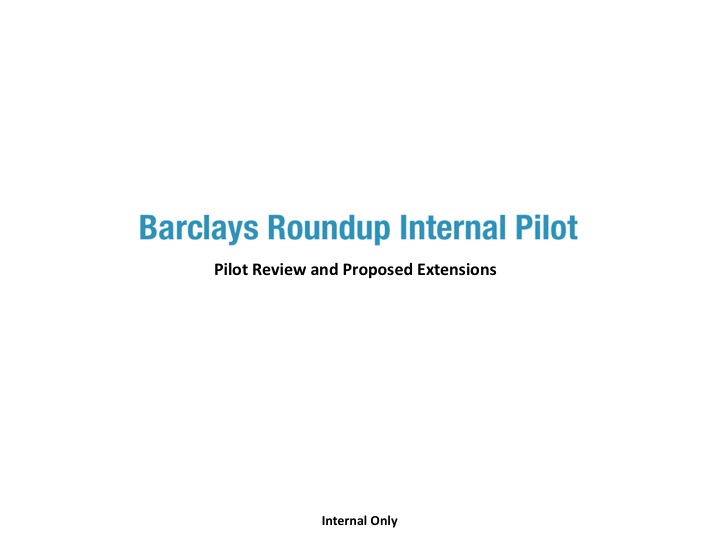 Barclays Roundup Internal Pilot
Pilot Review and Proposed Extensions
Internal Only